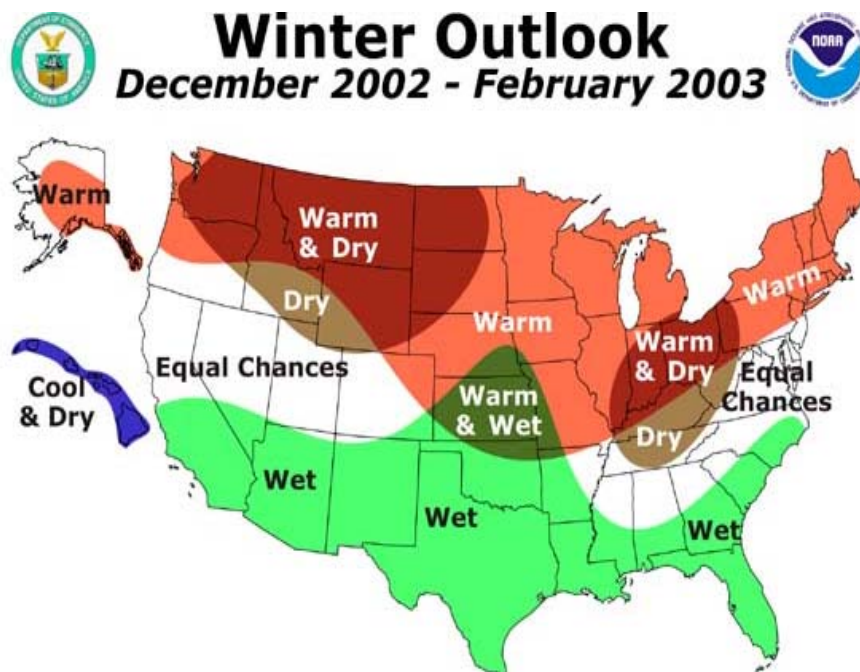 Winter Outlook
December 2002 - February 2003
NOAA
Warm
Warm
& Dry
Dry
Warm
Warm
Equal Chances
Warm
& Dry
Equal
Chances
Cool
& Dry
Warm
& Wet
Dry
Wet
Wet
Wet